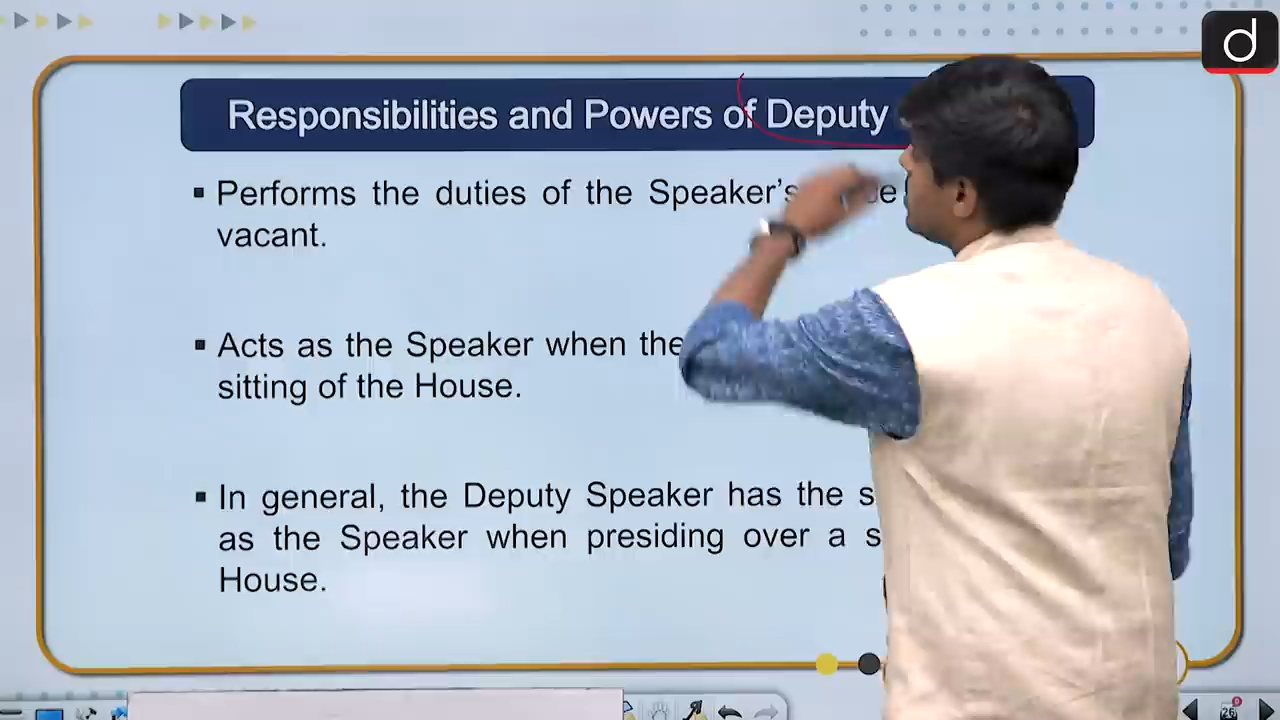 d
Responsibilities and Powers of Deputy
Performs the duties of the Speaker's
vacant.
Acts as the Speaker when the
sitting of the House.
In general, the Deputy Speaker has the
as the Speaker when presiding over a
House.
26